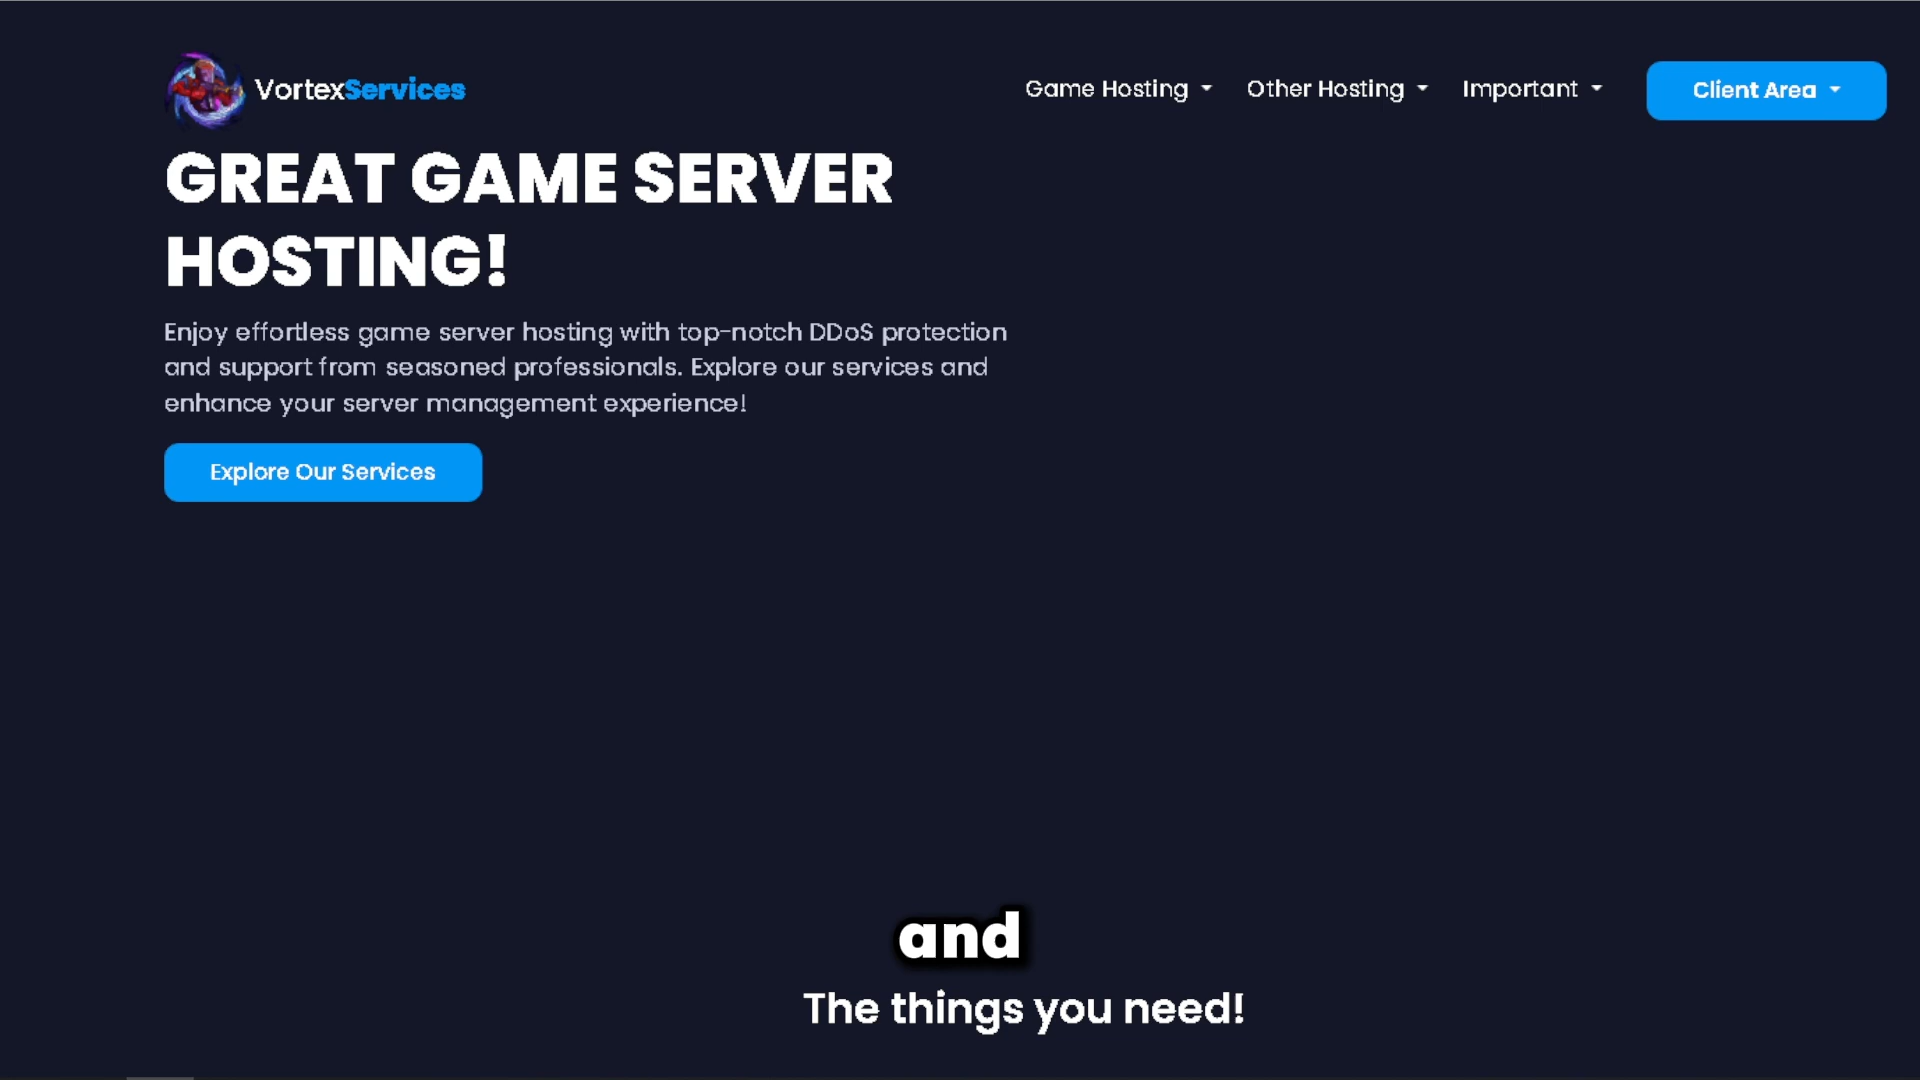 VortexServices
Game Hosting
Other Hosting
Important
Client Area
GREAT GAME SERVER
HOSTING!
Enjoy effortless game server hosting with top-notch DDoS protection
and support from seasoned professionals. Explore our services and
enhance your server management experience!
Explore Our Services
and
The things you need!